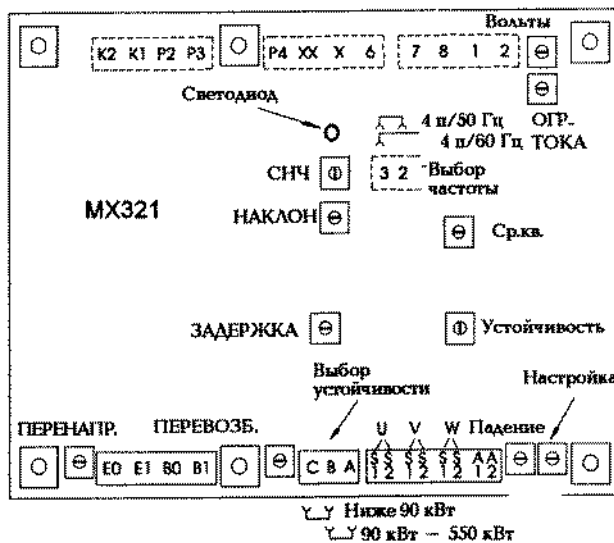 Вольты
K2 K1 P2 P3
P4 XX X 6
7 8 1 2
Светодиод
4 п/50 Гц
ОГР.
4 п/60 Гц
ТОКА
СНЧ
3 2
Выбор
частоты
MX321
НАКЛОН
Ср.кв.
ЗАДЕРЖКА
Устойчивость
Выбор
устойчивости
Настройка
U V W
Падение
ПЕРЕНАПР.
ПЕРЕВОЗБ.
E0 E1 B0 B1
C B A
S S S S S S A A
1 2 1 2 1 2 1 2
Ниже 90 кВт
90 кВт – 550 кВт